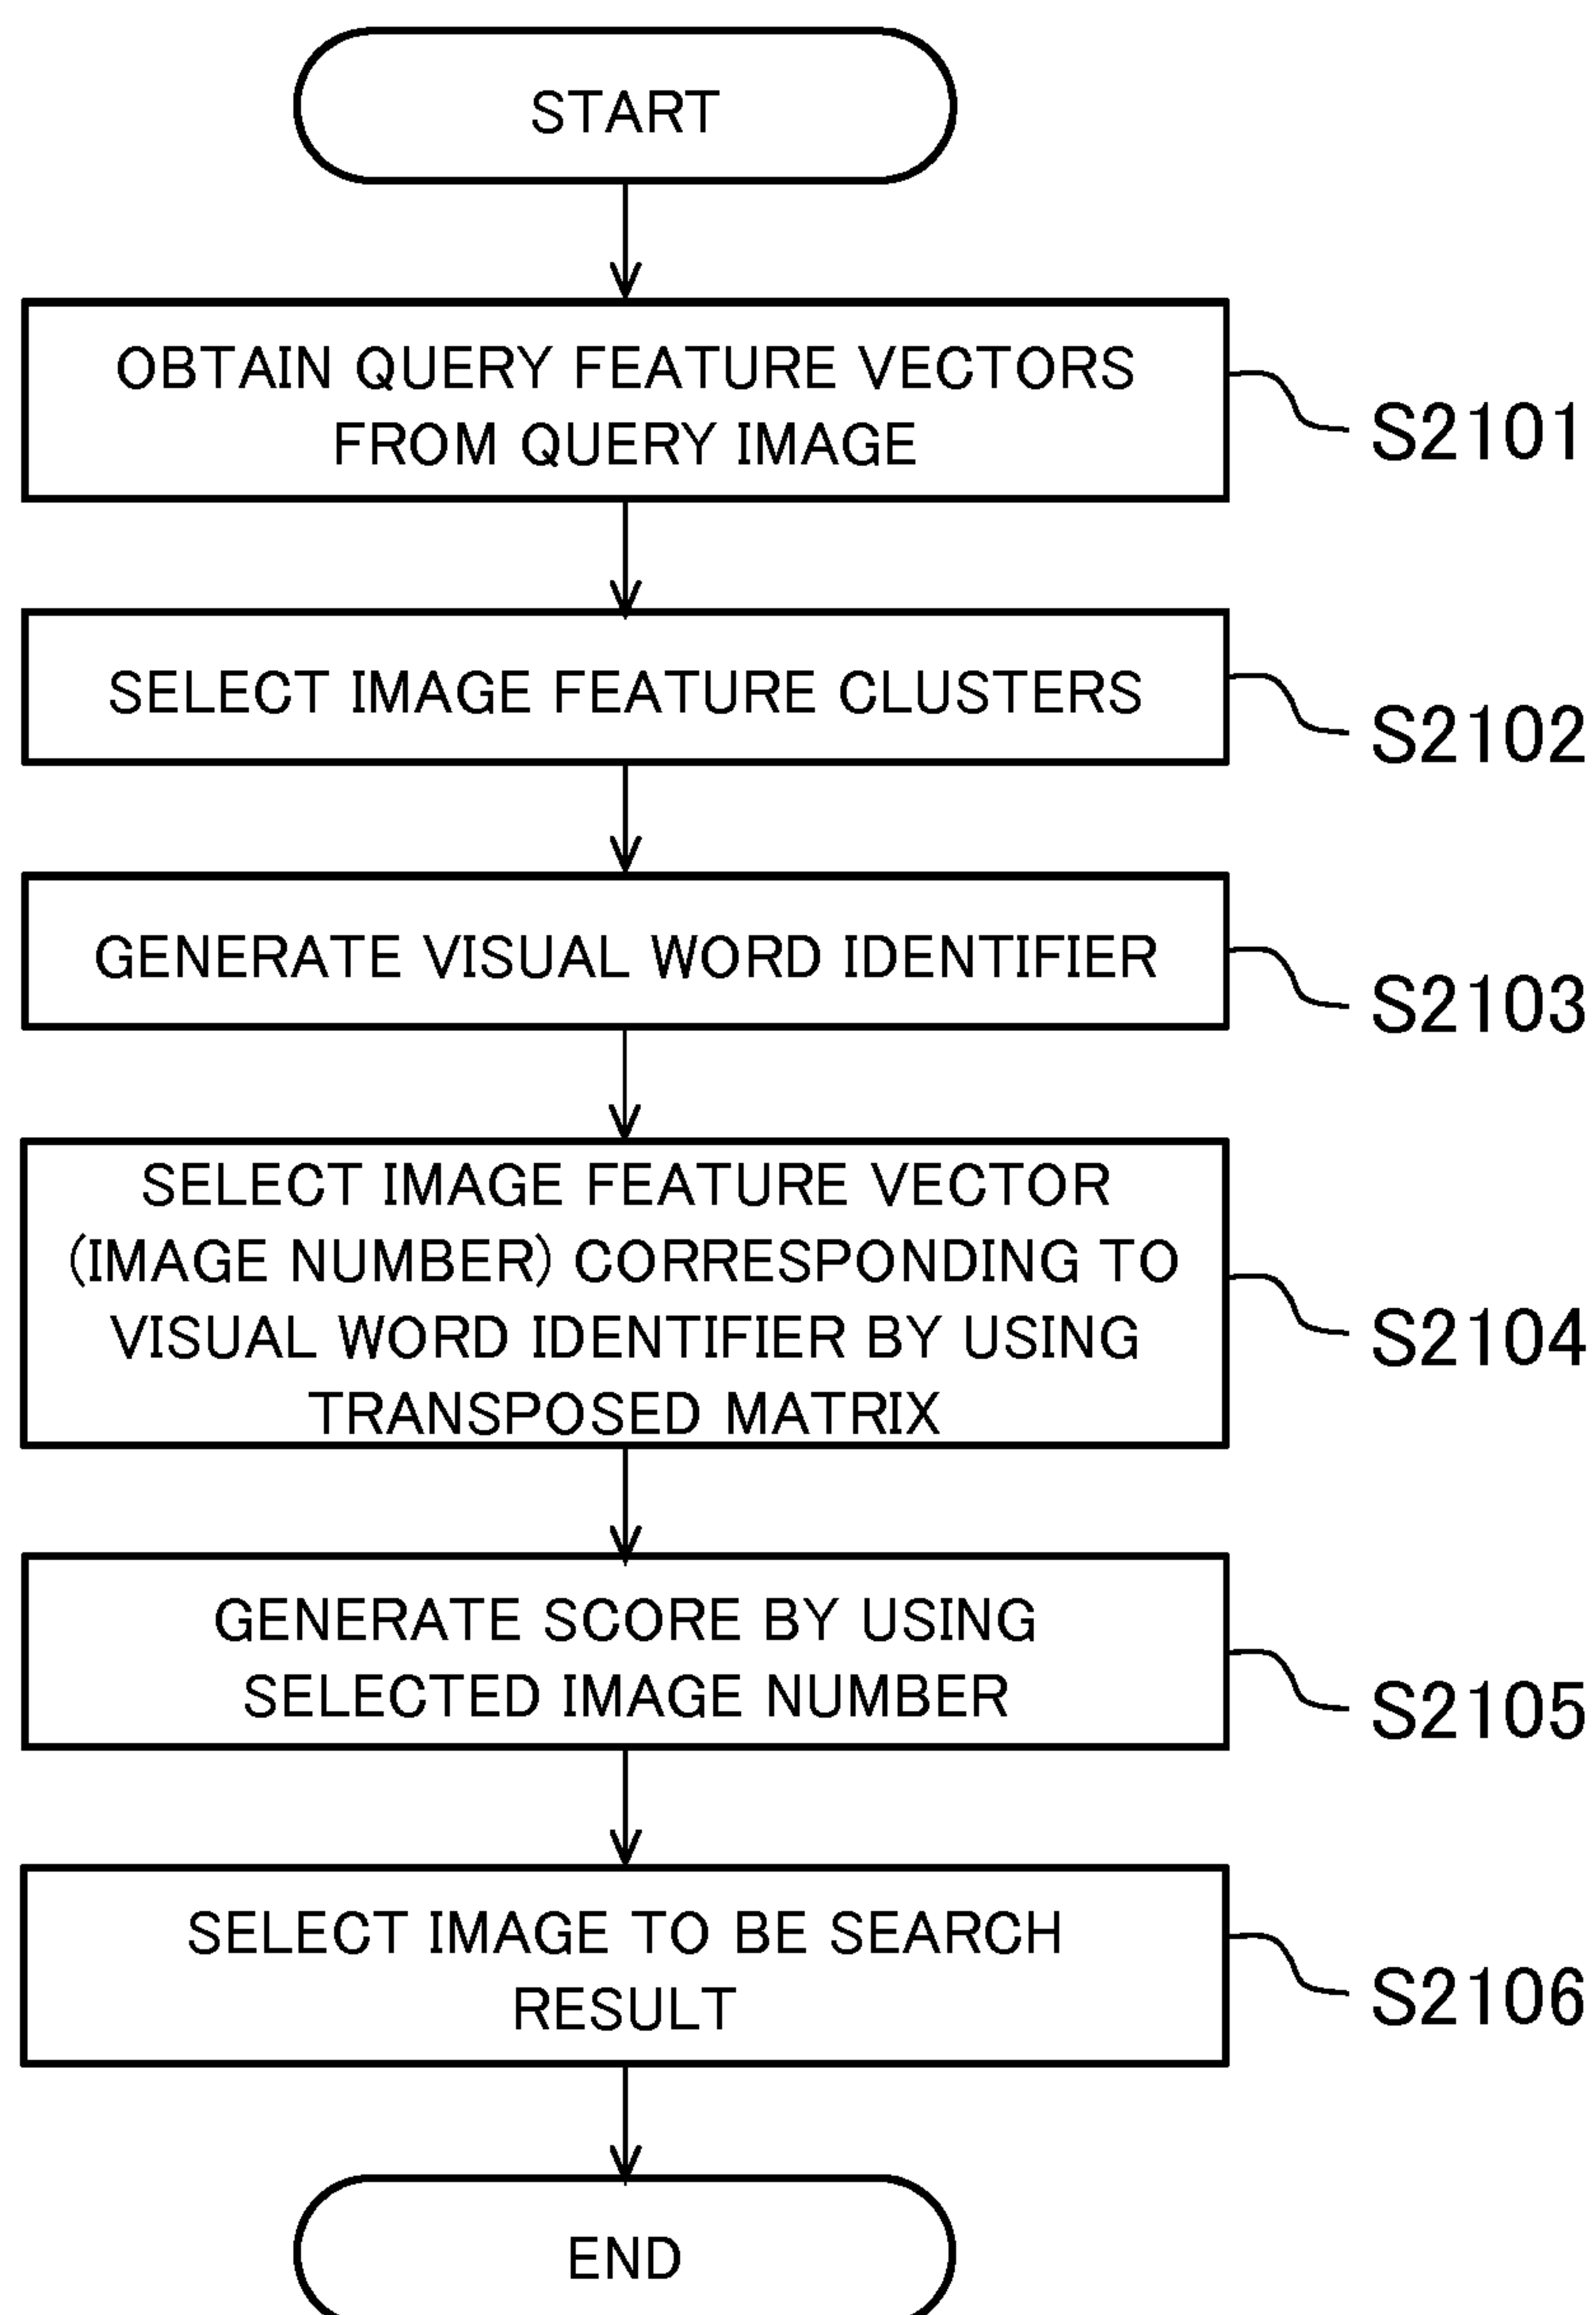 START
OBTAIN QUERY FEATURE VECTORS
FROM QUERY IMAGE
S2101
SELECT IMAGE FEATURE CLUSTERS
S2102
GENERATE VISUAL WORD IDENTIFIER
S2103
SELECT IMAGE FEATURE VECTOR
(IMAGE NUMBER) CORRESPONDING TO
VISUAL WORD IDENTIFIER BY USING
TRANSPOSED MATRIX
S2104
GENERATE SCORE BY USING
SELECTED IMAGE NUMBER
S2105
SELECT IMAGE TO BE SEARCH
RESULT
S2106
END